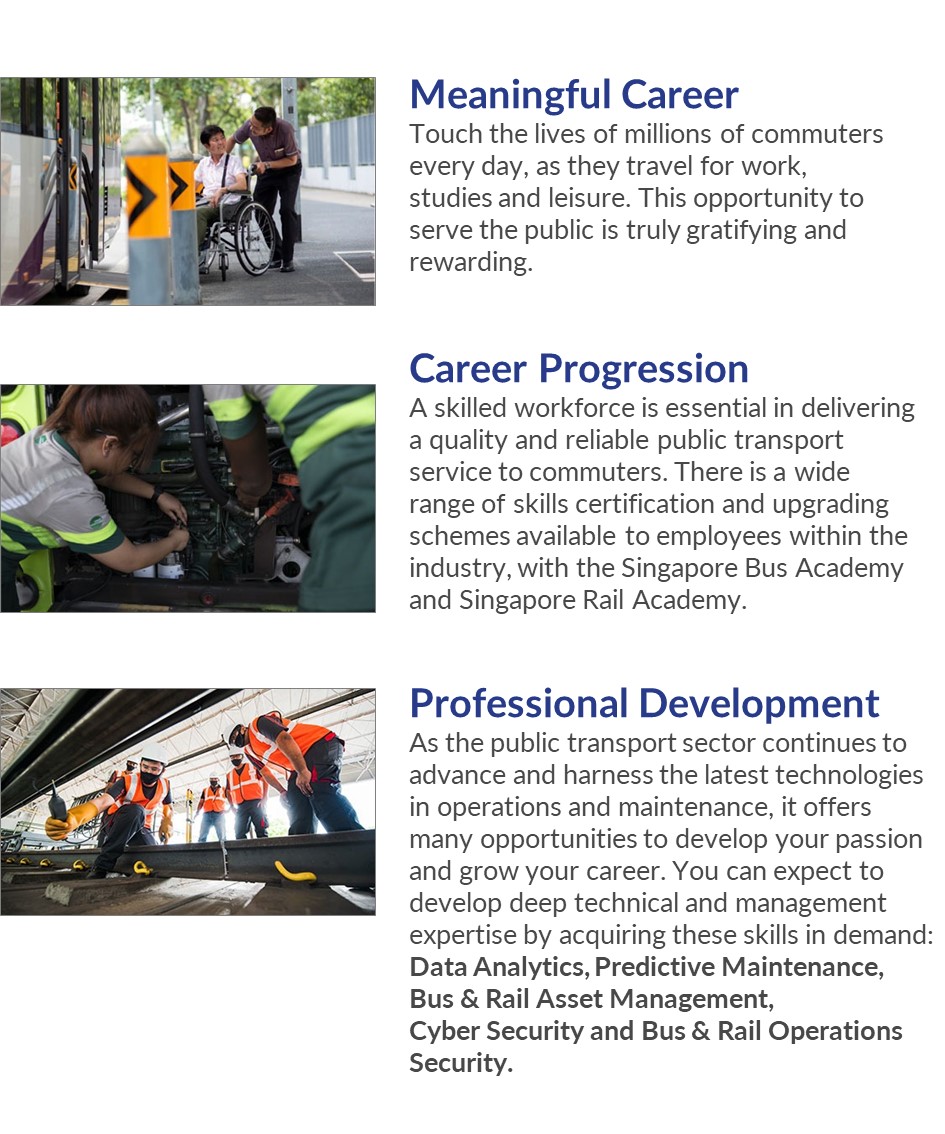 Meaningful Career
Touch the lives of millions of commuters
every day, as they travel for work,
studies and leisure. This opportunity to
serve the public is truly gratifying and
rewarding.
Career Progression
A skilled workforce is essential in delivering
a quality and reliable public transport
service to commuters. There is a wide
range of skills certification and upgrading
schemes available to employees within the
industry, with the Singapore Bus Academy
and Singapore Rail Academy.
Professional Development
As the public transport sector continues to
advance and harness the latest technologies
in operations and maintenance, it offers
many opportunities to develop your passion
and grow your career. You can expect to
develop deep technical and management
expertise by acquiring these skills in demand:
Data Analytics, Predictive Maintenance,
Bus & Rail Asset Management,
Cyber Security and Bus & Rail Operations
Security.